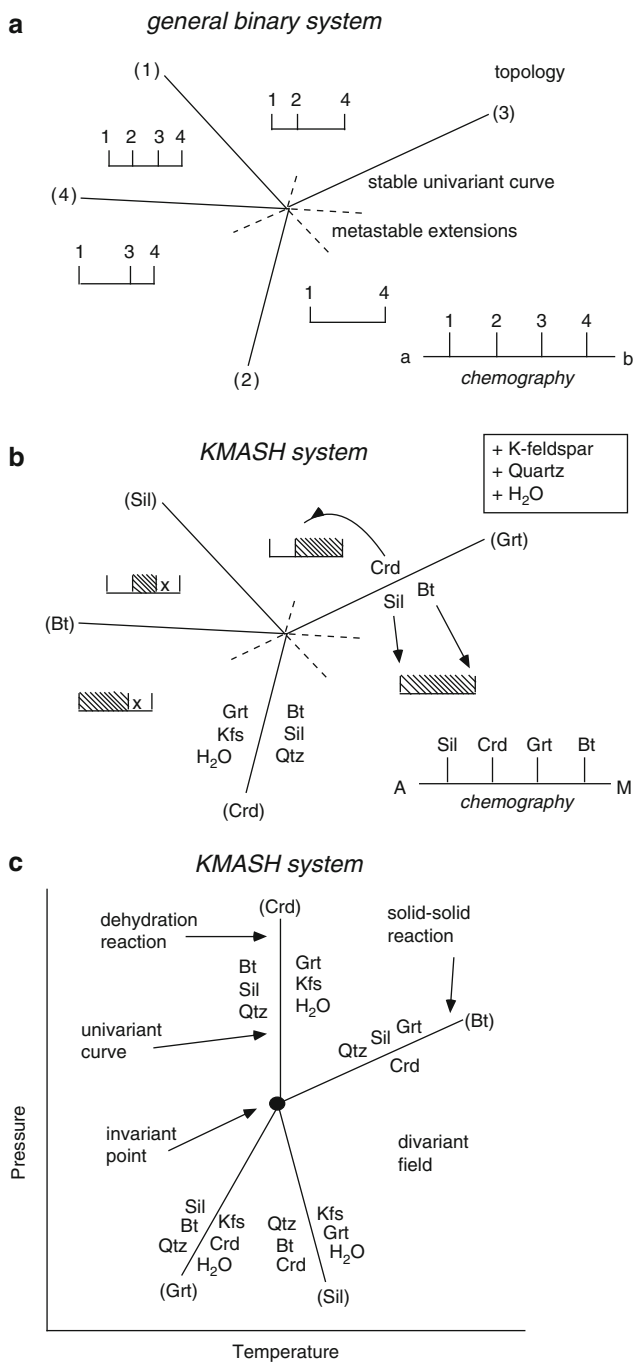 a
general binary system
(1)
topology
1 2 4
(3)
1 2 3 4
stable univariant curve
(4)
metastable extensions
1 3 4
1 4
1 2 3 4
a b
chemography
(2)
b
KMASH system
+ K-feldspar
+ Quartz
+ H₂O
(Sil)
(Grt)
Crd
x
Sil Bt
(Bt)
x
Grt Bt
Kfs Sil
H₂O Qtz
(Crd)
Sil Crd Grt Bt
A M
chemography
c
KMASH system
dehydration
reaction
(Crd)
solid-solid
reaction
Bt
Sil
Qtz
Grt
Kfs
H₂O
univariant
curve
Qtz Sil Grt (Bt)
Crd
invariant
point
divariant
field
Pressure
Sil
Bt
Qtz
Kfs
Crd
H₂O
(Grt)
Qtz
Bt
Crd
Kfs
Grt
H₂O
(Sil)
Temperature